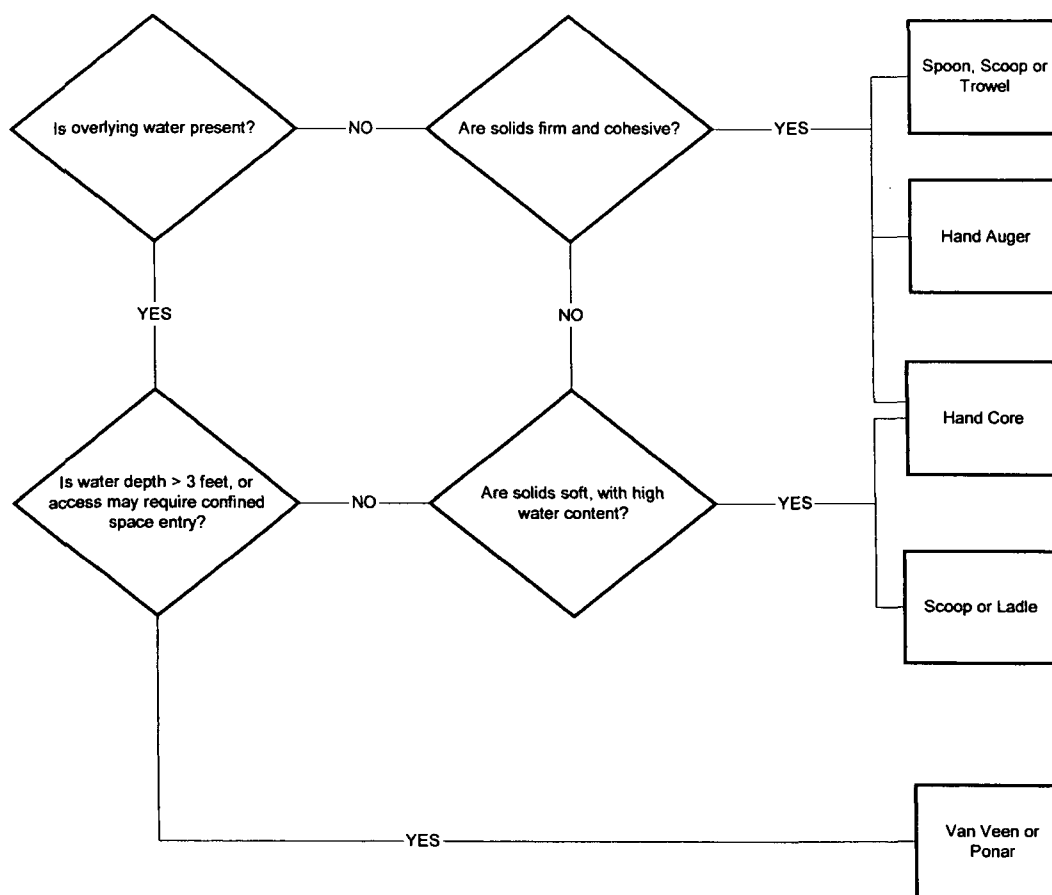 Is overlying water present?
NO
Are solids firm and cohesive?
YES
Spoon, Scoop or
Trowel
Hand Auger
YES
NO
Hand Core
Is water depth > 3 feet, or
access may require confined
space entry?
NO
Are solids soft, with high
water content?
YES
Scoop or Ladle
YES
Van Veen or
Ponar